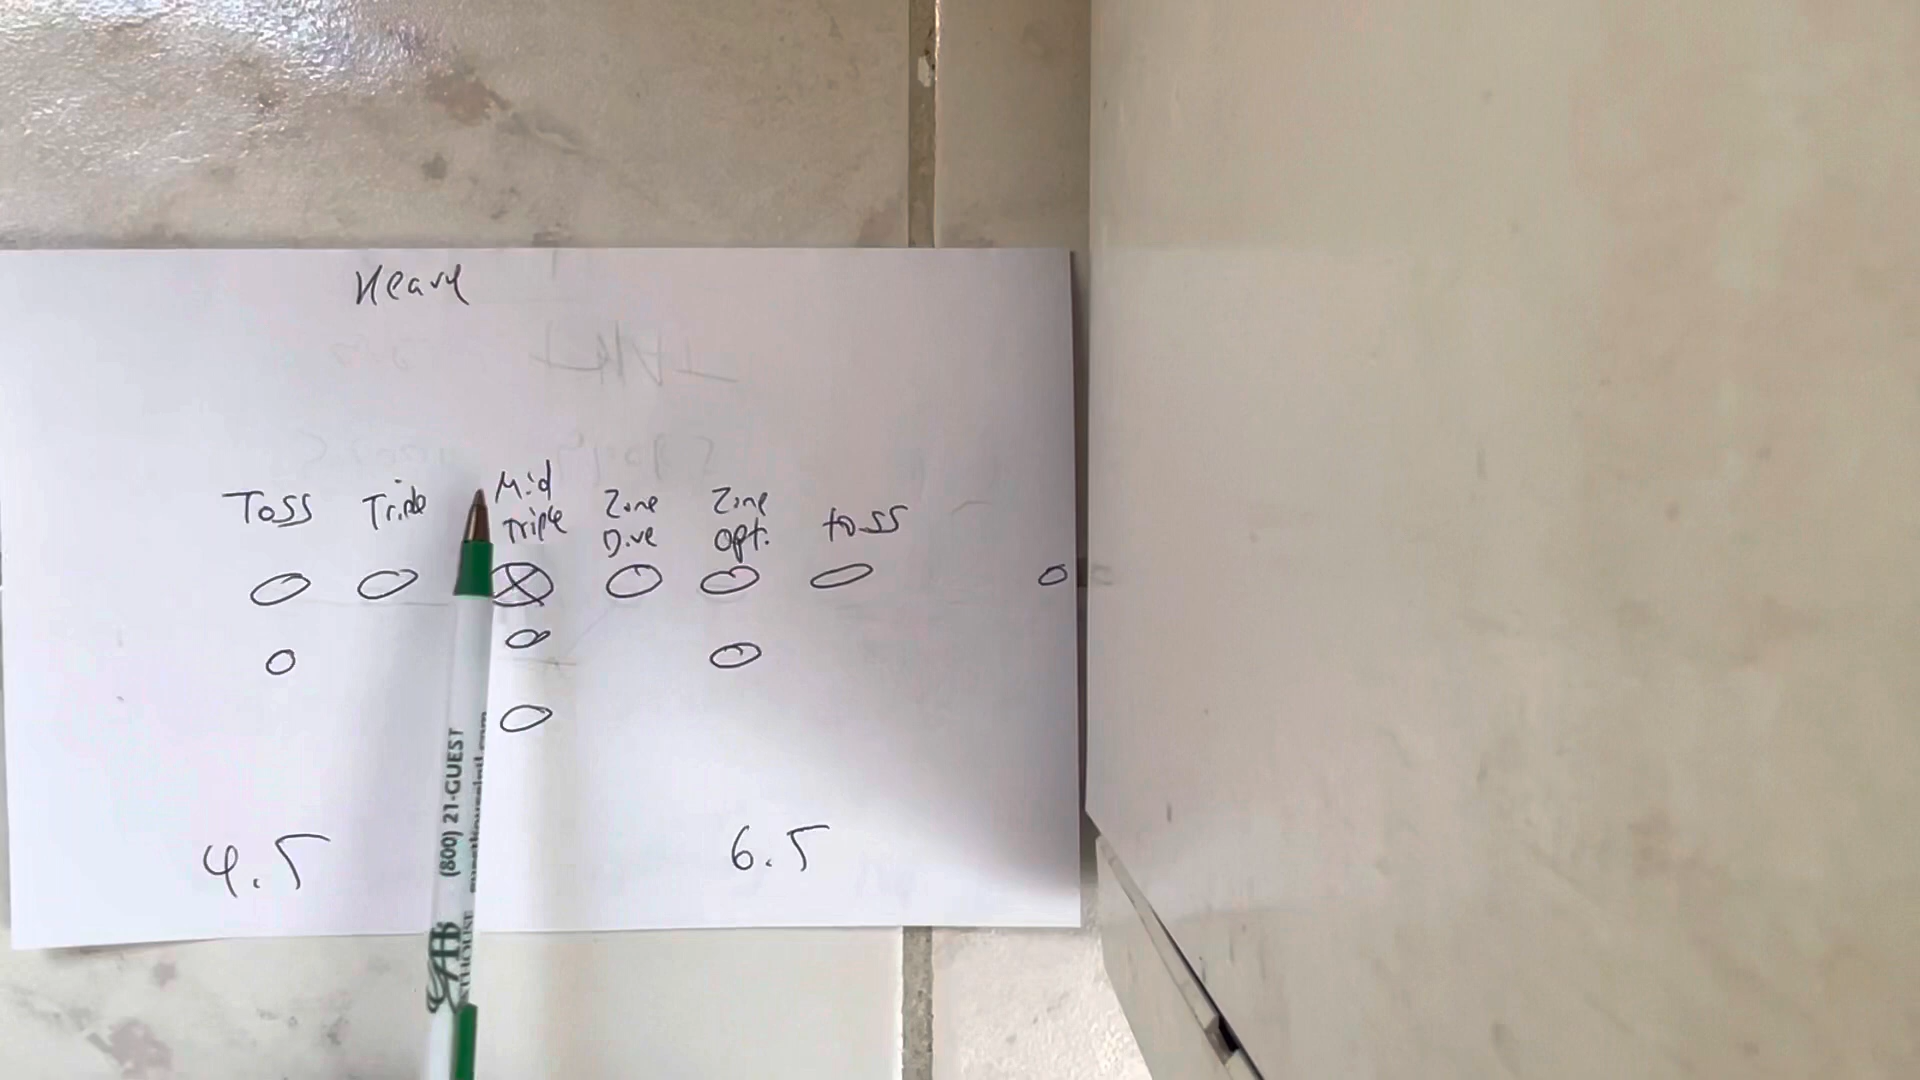 Heavy
Toss Triple Mid Triple Zone Dive Zone Opt. toss
4.5 6.5
(800) 21-GUEST